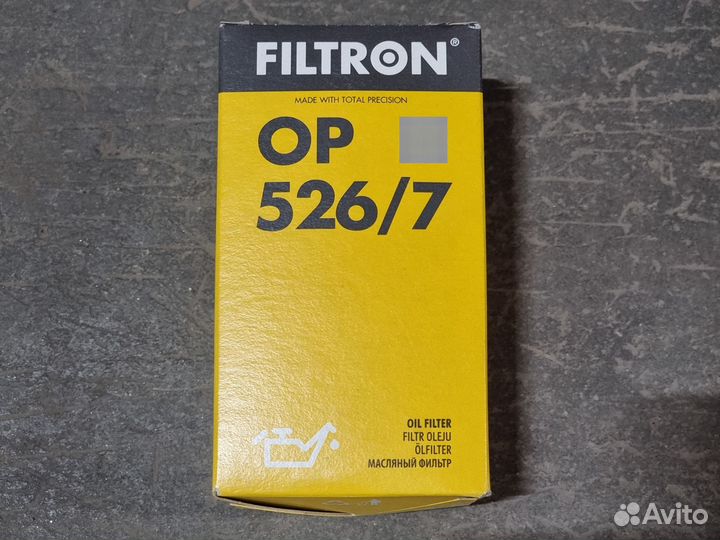 FILTRON®
MADE WITH TOTAL PRECISION
OP
526/7
OIL FILTER
FILTR OLEJU
ÖLFILTER
МАСЛЯНЫЙ ФИЛЬТР
Avito